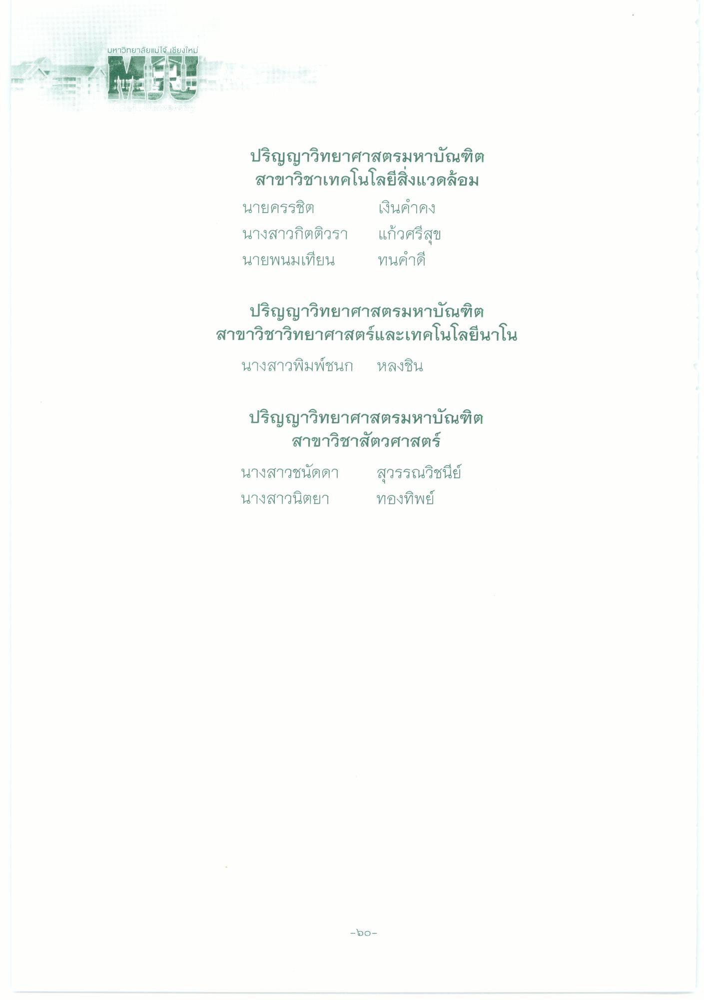 มหาวิทยาลัยแม่โจ้ เชียงใหม่
MJU
Maejo University
ปริญญาวิทยาศาสตรมหาบัณฑิต
สาขาวิชาเทคโนโลยีสิ่งแวดล้อม
นายครรชิต เงินคำคง
นางสาวกิตติวรา แก้วศรีสุข
นายพนมเทียน ทนคำดี
ปริญญาวิทยาศาสตรมหาบัณฑิต
สาขาวิชาวิทยาศาสตร์และเทคโนโลยีนาโน
นางสาวพิมพ์ชนก หลงชิน
ปริญญาวิทยาศาสตรมหาบัณฑิต
สาขาวิชาสัตวศาสตร์
นางสาวชนัดดา สุวรรณวิชนีย์
นางสาวนิตยา ทองทิพย์
-๖๐-